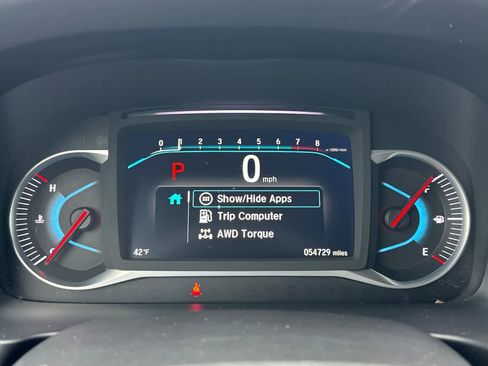 0 1 2 3 4 5 6 7 8 x 1000r/min
P 0 mph
H
F
Show/Hide Apps
Trip Computer
AWD Torque
C
E
42°F
054729 miles